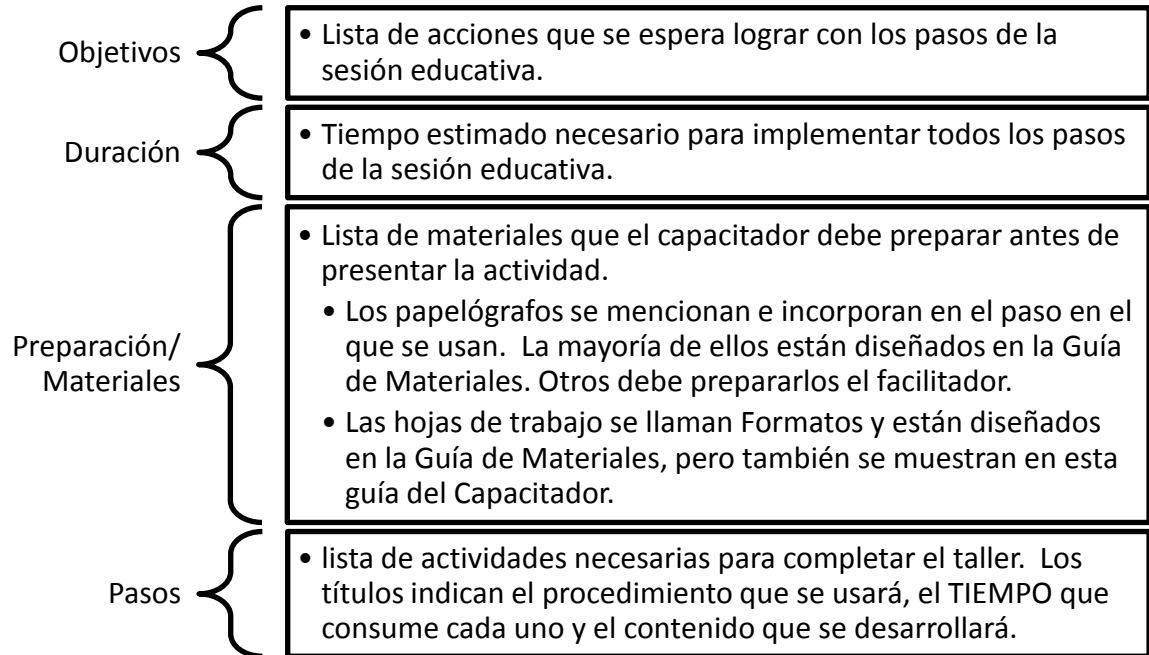 Objetivos
• Lista de acciones que se espera lograr con los pasos de la
sesión educativa.
Duración
• Tiempo estimado necesario para implementar todos los pasos
de la sesión educativa.
Preparación/
Materiales
• Lista de materiales que el capacitador debe preparar antes de
presentar la actividad.
• Los papelógrafos se mencionan e incorporan en el paso en el
que se usan.  La mayoría de ellos están diseñados en la Guía
de Materiales. Otros debe prepararlos el facilitador.
• Las hojas de trabajo se llaman Formatos y están diseñados
en la Guía de Materiales, pero también se muestran en esta
guía del Capacitador.
Pasos
• lista de actividades necesarias para completar el taller.  Los
títulos indican el procedimiento que se usará, el TIEMPO que
consume cada uno y el contenido que se desarrollará.